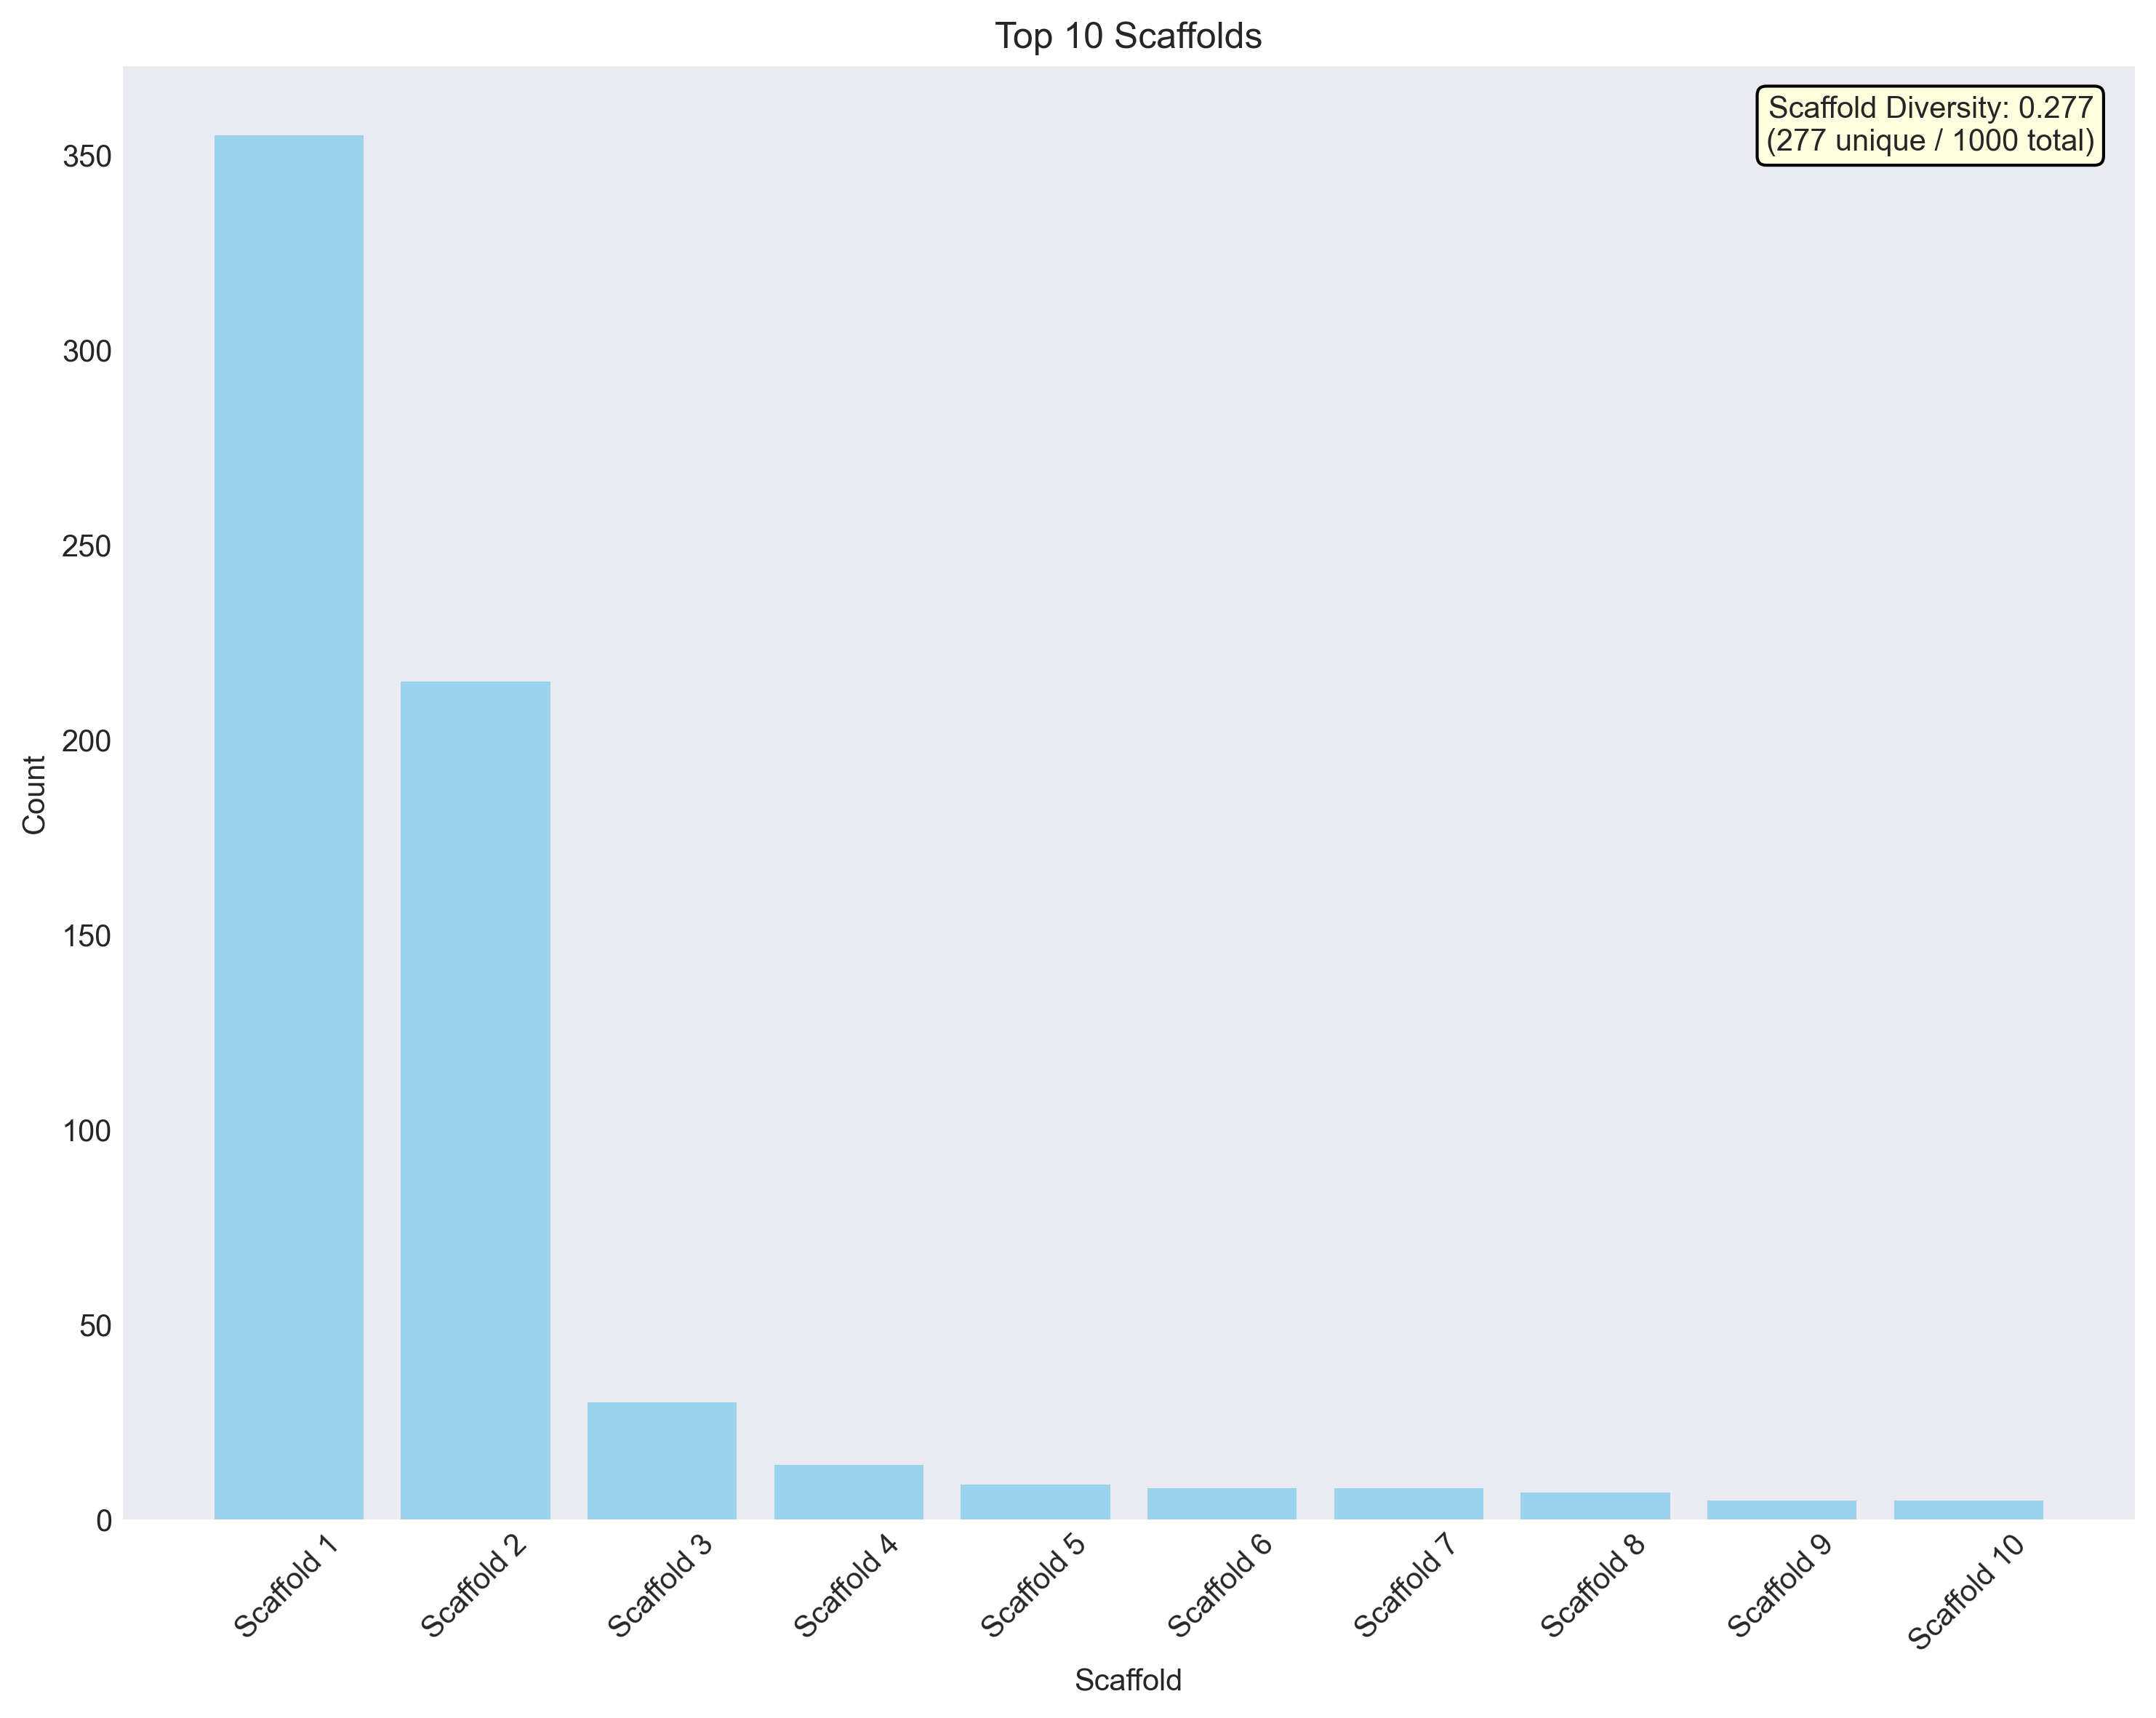 Top 10 Scaffolds
Scaffold Diversity: 0.277
(277 unique / 1000 total)
Count
350
300
250
200
150
100
50
0
Scaffold 1
Scaffold 2
Scaffold 3
Scaffold 4
Scaffold 5
Scaffold 6
Scaffold 7
Scaffold 8
Scaffold 9
Scaffold 10
Scaffold